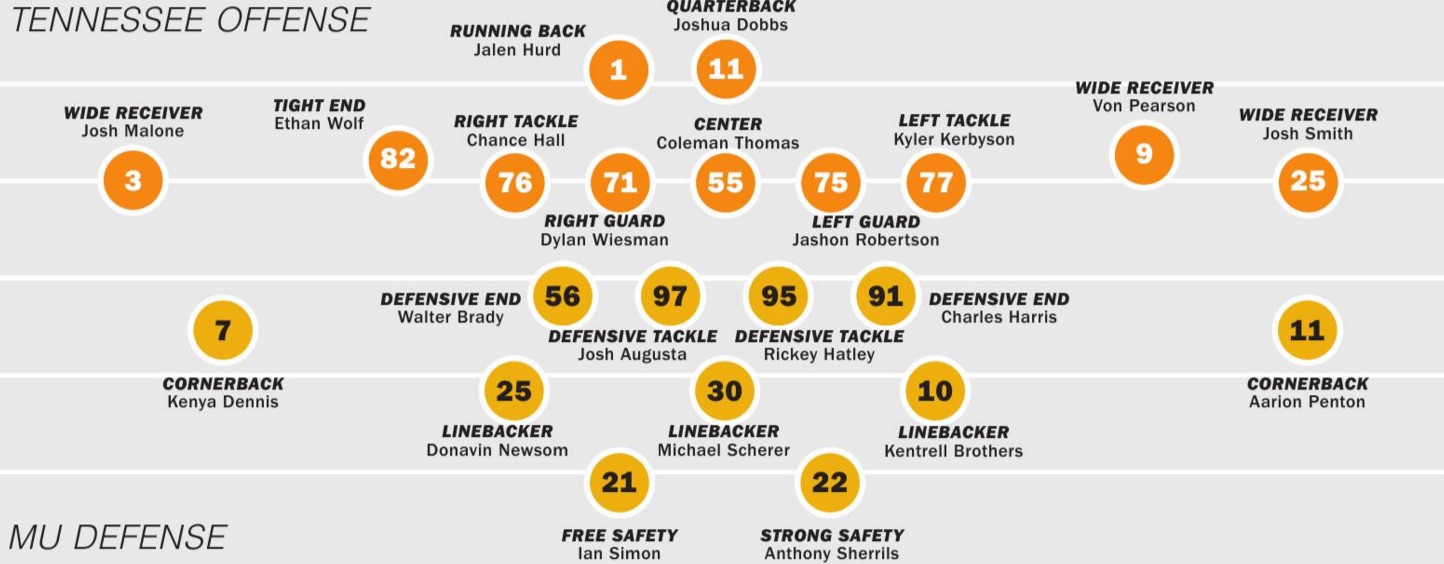 TENNESSEE OFFENSE
QUARTERBACK
Joshua Dobbs
RUNNING BACK
Jalen Hurd
1
11
WIDE RECEIVER
Josh Malone
3
TIGHT END
Ethan Wolf
82
RIGHT TACKLE
Chance Hall
76
71
RIGHT GUARD
Dylan Wiesman
CENTER
Coleman Thomas
55
75
LEFT GUARD
Jashon Robertson
LEFT TACKLE
Kyler Kerbyson
77
WIDE RECEIVER
Von Pearson
9
WIDE RECEIVER
Josh Smith
25
DEFENSIVE END
Walter Brady
56
97
DEFENSIVE TACKLE
Josh Augusta
95
DEFENSIVE TACKLE
Rickey Hatley
91
DEFENSIVE END
Charles Harris
7
CORNERBACK
Kenya Dennis
11
CORNERBACK
Aarion Penton
25
LINEBACKER
Donavin Newsom
30
LINEBACKER
Michael Scherer
10
LINEBACKER
Kentrell Brothers
21
FREE SAFETY
Ian Simon
22
STRONG SAFETY
Anthony Sherrils
MU DEFENSE